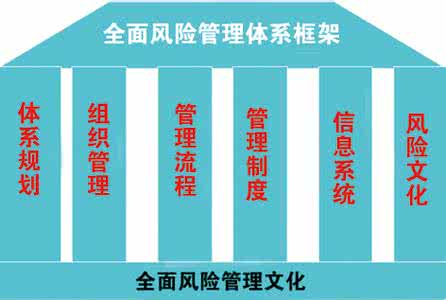 全面风险管理体系框架
体系规划
组织管理
管理流程
管理制度
信息系统
风险文化
全面风险管理文化